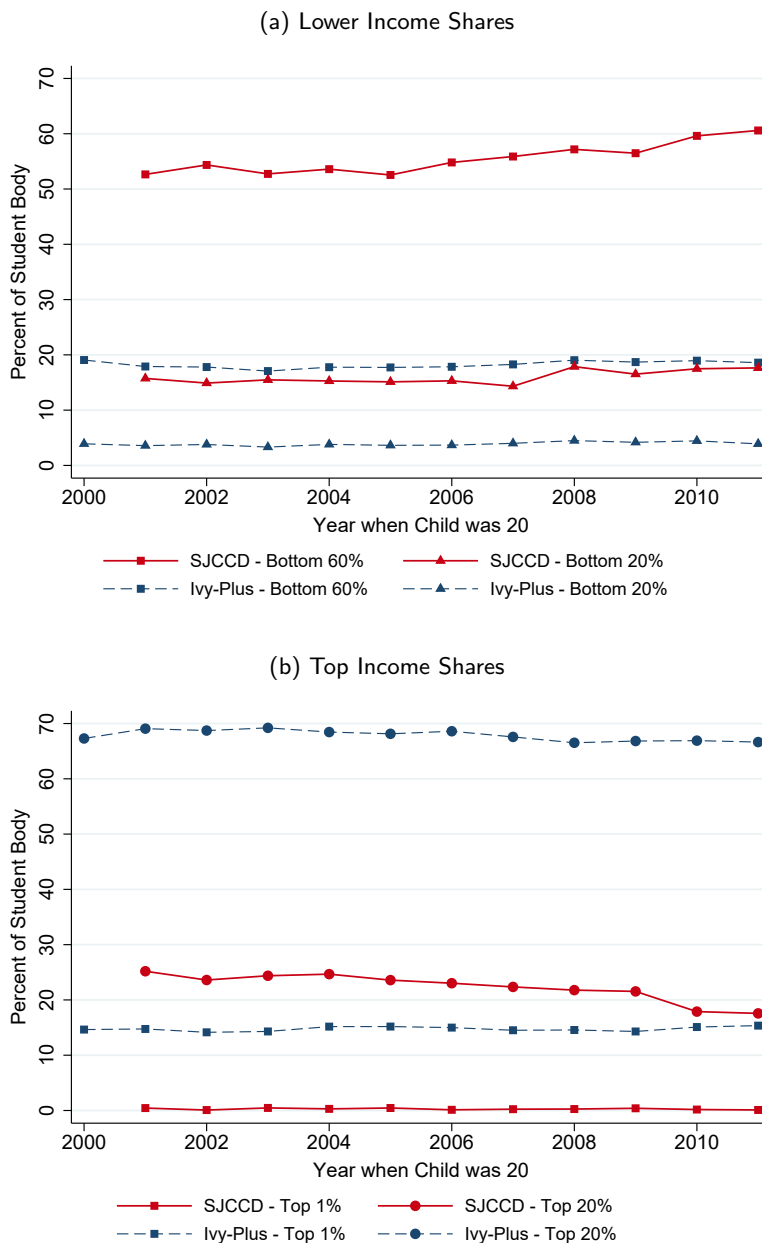 (a) Lower Income Shares
70
60
50
40
30
20
10
0
Percent of Student Body
2000 2002 2004 2006 2008 2010
Year when Child was 20
SJCCD - Bottom 60% SJCCD - Bottom 20%
Ivy-Plus - Bottom 60% Ivy-Plus - Bottom 20%
(b) Top Income Shares
70
60
50
40
30
20
10
0
Percent of Student Body
2000 2002 2004 2006 2008 2010
Year when Child was 20
SJCCD - Top 1% SJCCD - Top 20%
Ivy-Plus - Top 1% Ivy-Plus - Top 20%